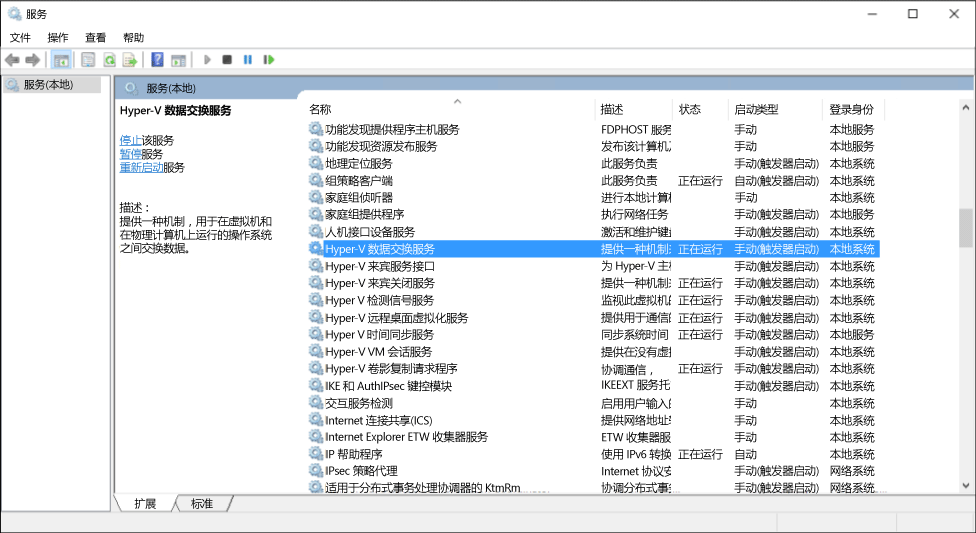 服务
文件 操作 查看 帮助
服务(本地)
服务(本地)
Hyper-V 数据交换服务
停止该服务
暂停服务
重新启动服务
描述：
提供一种机制，用于在虚拟机和
在物理计算机上运行的操作系统
之间交换数据。
名称 描述 状态 启动类型 登录身份
功能发现提供程序主机服务 FDPHOST 服务 手动 本地服务
功能发现资源发布服务 发布该计算机 手动 本地服务
地理定位服务 此服务负责 手动(触发器启动) 本地系统
组策略客户端 此服务负责 正在运行 自动(触发器启动) 本地系统
家庭组侦听器 进行本地计算 手动 本地系统
家庭组提供程序 执行网络任务 手动(触发器启动) 本地服务
人机接口设备服务 激活和维护键 手动(触发器启动) 本地系统
Hyper-V 数据交换服务 提供一种机制 正在运行 手动(触发器启动) 本地系统
Hyper-V 来宾服务接口 为 Hyper-V 主 手动(触发器启动) 本地系统
Hyper-V 来宾关闭服务 提供一种机制 正在运行 手动(触发器启动) 本地系统
Hyper V 检测信号服务 监视此虚拟机 正在运行 手动(触发器启动) 本地系统
Hyper-V 远程桌面虚拟化服务 提供用于通信 正在运行 手动(触发器启动) 本地系统
Hyper V 时间同步服务 同步系统时间 正在运行 手动(触发器启动) 本地服务
Hyper-V VM 会话服务 提供在没有虚 手动(触发器启动) 本地系统
Hyper-V 卷影复制请求程序 协调通信， 正在运行 手动(触发器启动) 本地系统
IKE 和 AuthIPsec 键控模块 IKEEXT 服务托 手动(触发器启动) 本地系统
交互服务检测 启用用户输入 手动 本地系统
Internet 连接共享(ICS) 提供网络地址 手动 本地系统
Internet Explorer ETW 收集器服务 ETW 收集器服 手动 本地系统
IP 帮助程序 使用 IPv6 转换 正在运行 自动 本地系统
IPsec 策略代理 Internet 协议安 手动(触发器启动) 网络系统
适用于分布式事务处理协调器的 KtmRm...... 协调分布式事 手动(触发器启动) 网络系统...
扩展 标准